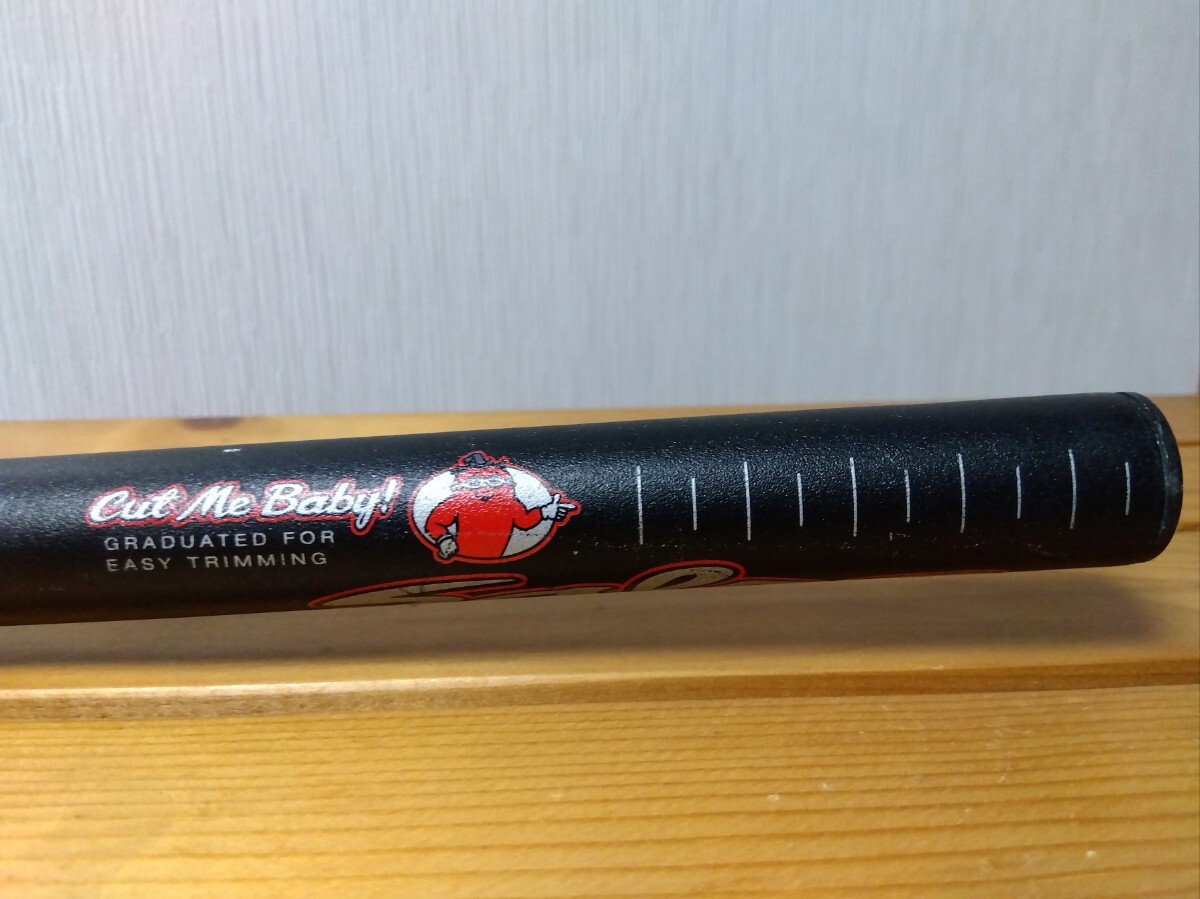 Cut Me Baby!
GRADUATED FOR
EASY TRIMMING